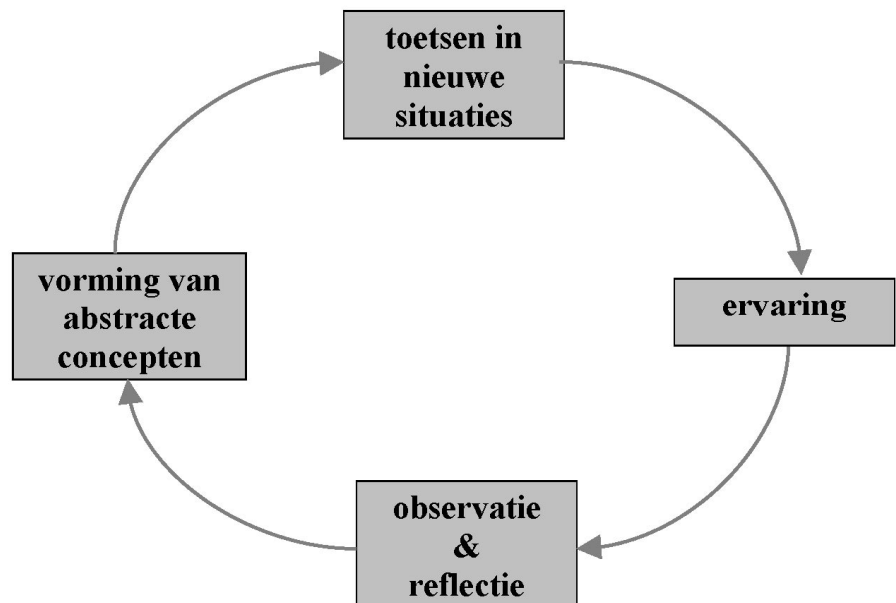 toetsen in
nieuwe
situaties
vorming van
abstracte
concepten
ervaring
observatie
&
reflectie